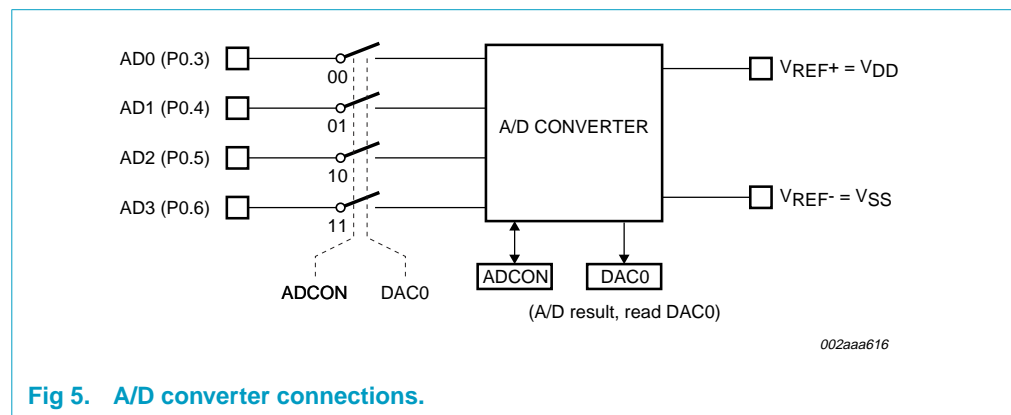 AD0 (P0.3)
00
AD1 (P0.4)
01
AD2 (P0.5)
10
AD3 (P0.6)
11
ADCON
DAC0
A/D CONVERTER
ADCON
DAC0
(A/D result, read DAC0)
VREF+ = VDD
VREF- = VSS
002aaa616
Fig 5. A/D converter connections.